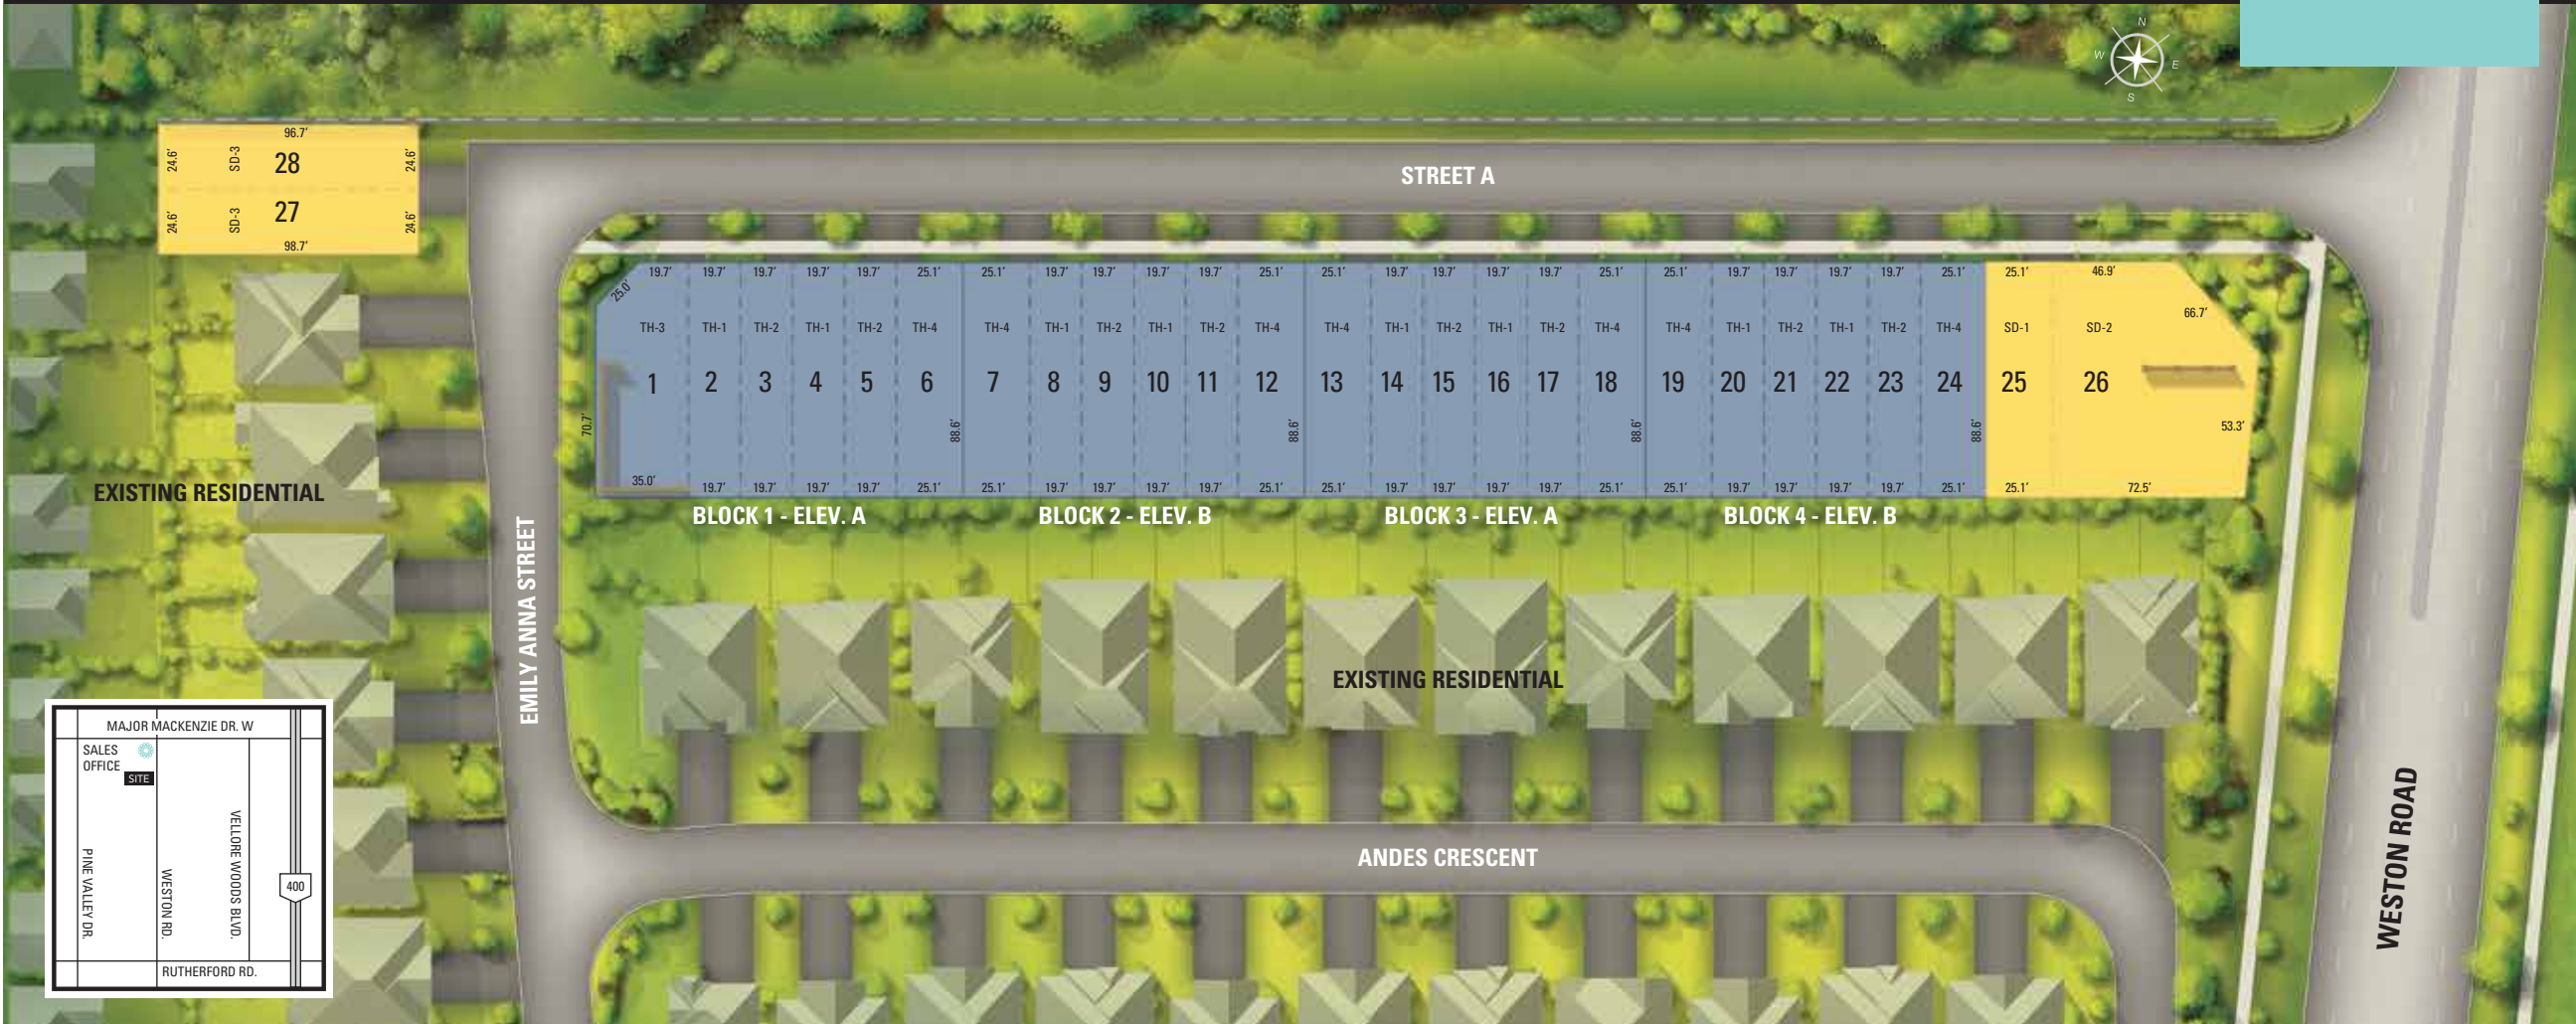 N
W
E
S
96.7'
24.6'
SD-3
28
24.6'
24.6'
SD-3
27
24.6'
98.7'
STREET A
19.7'
19.7'
19.7'
19.7'
19.7'
25.1'
25.1'
19.7'
19.7'
19.7'
19.7'
25.1'
25.1'
19.7'
19.7'
19.7'
19.7'
25.1'
25.1'
19.7'
19.7'
19.7'
19.7'
25.1'
25.1'
46.9'
25.0'
66.7'
TH-3
TH-1
TH-2
TH-1
TH-2
TH-4
TH-4
TH-1
TH-2
TH-1
TH-2
TH-4
TH-4
TH-1
TH-2
TH-1
TH-2
TH-4
TH-4
TH-1
TH-2
TH-1
TH-2
TH-4
SD-1
SD-2
1
2
3
4
5
6
7
8
9
10
11
12
13
14
15
16
17
18
19
20
21
22
23
24
25
26
70.7'
88.6'
88.6'
88.6'
88.6'
53.3'
35.0'
19.7'
19.7'
19.7'
19.7'
25.1'
25.1'
19.7'
19.7'
19.7'
19.7'
25.1'
25.1'
19.7'
19.7'
19.7'
19.7'
25.1'
25.1'
19.7'
19.7'
19.7'
19.7'
25.1'
25.1'
72.5'
EXISTING RESIDENTIAL
BLOCK 1 - ELEV. A
BLOCK 2 - ELEV. B
BLOCK 3 - ELEV. A
BLOCK 4 - ELEV. B
EMILY ANNA STREET
EXISTING RESIDENTIAL
ANDES CRESCENT
WESTON ROAD
MAJOR MACKENZIE DR. W
SALES
OFFICE
SITE
PINE VALLEY DR.
WESTON RD.
VELLORE WOODS BLVD.
400
RUTHERFORD RD.